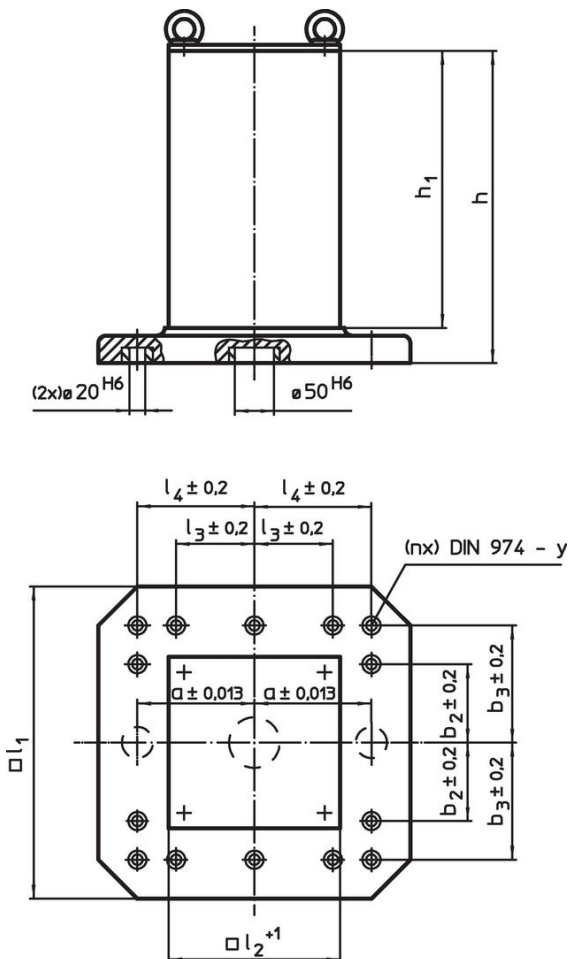 h₁
h
(2x)ø20 H6
ø50 H6
l₄ ± 0,2
l₄ ± 0,2
l₃ ± 0,2
l₃ ± 0,2
(nx) DIN 974 - y
a ± 0,013
a ± 0,013
b₂ ± 0,2
b₃ ± 0,2
b₂ ± 0,2
b₃ ± 0,2
□ l₁
□ l₂ +1